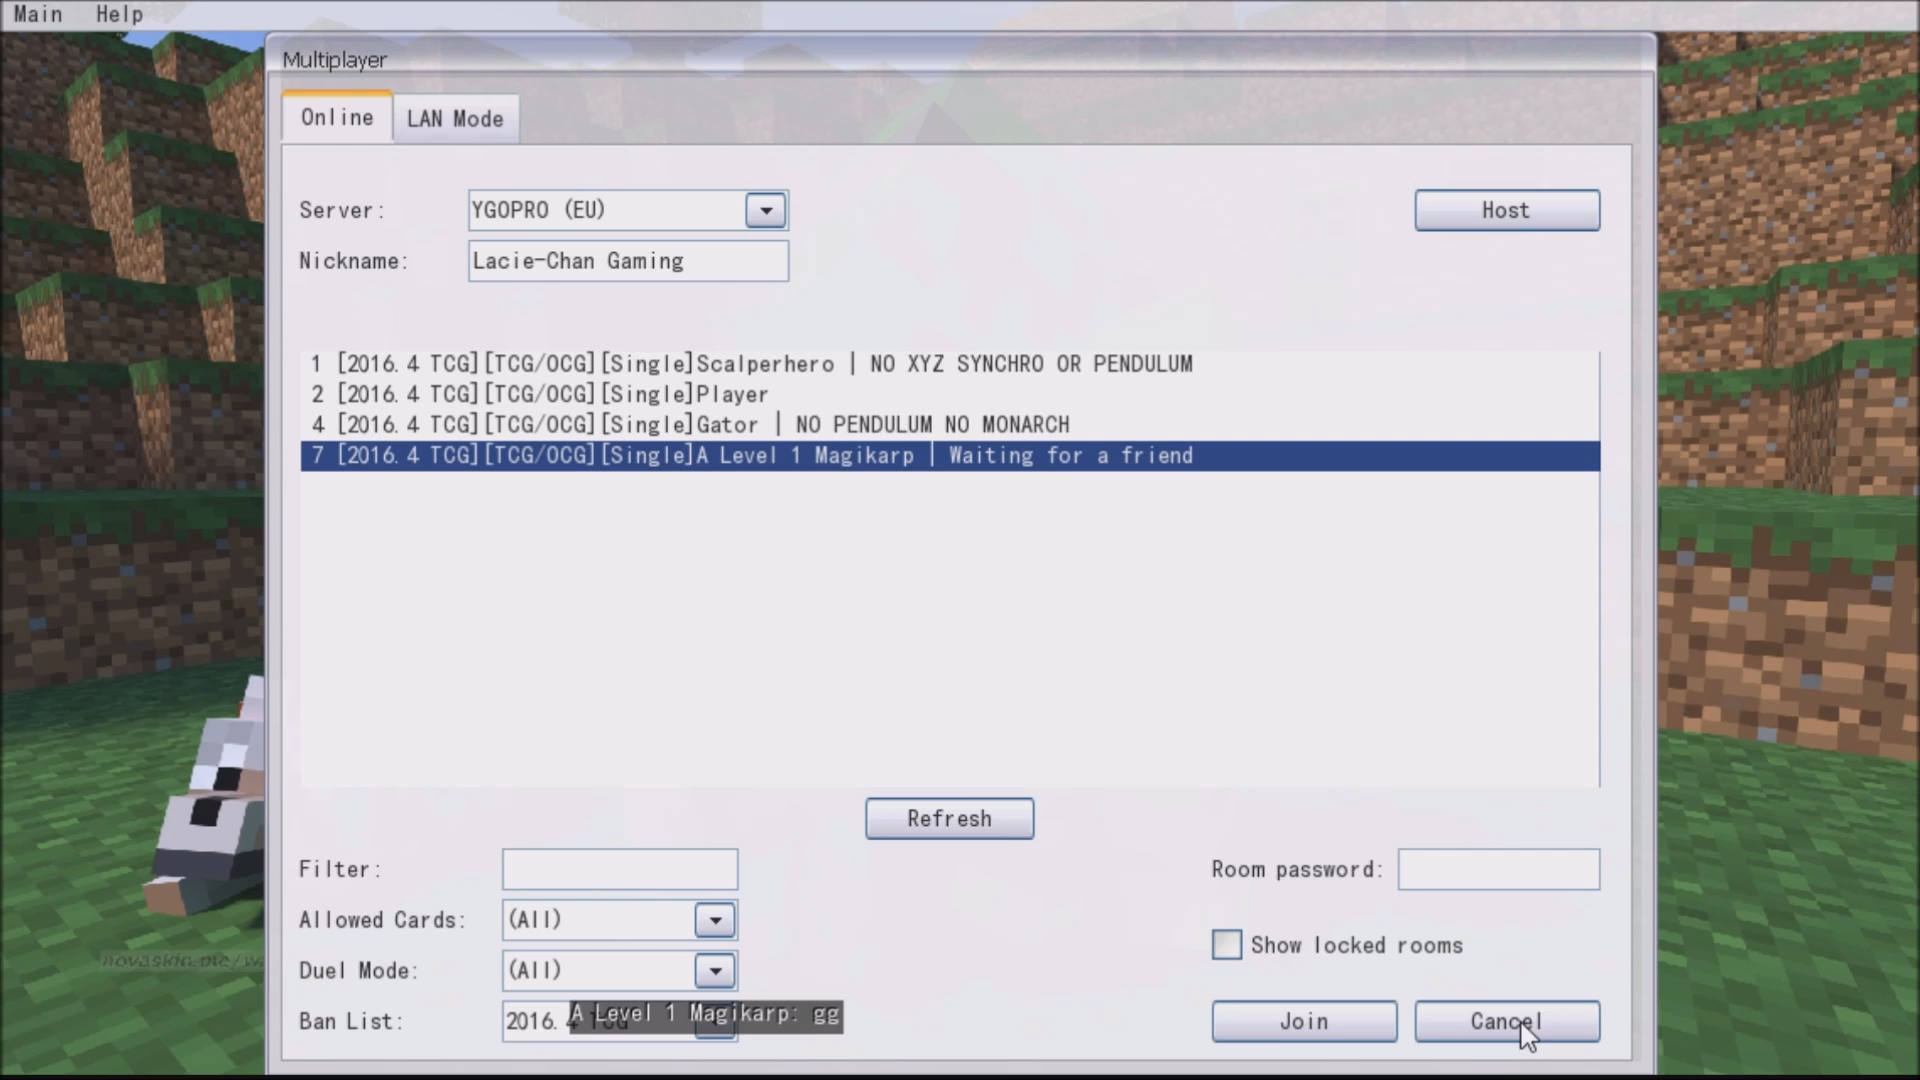 Main Help
Multiplayer
Online LAN Mode
Server: YGOPRO (EU) Host
Nickname: Lacie-Chan Gaming
1 [2016.4 TCG][TCG/OCG][Single]Scalperhero | NO XYZ SYNCHRO OR PENDULUM
2 [2016.4 TCG][TCG/OCG][Single]Player
4 [2016.4 TCG][TCG/OCG][Single]Gator | NO PENDULUM NO MONARCH
7 [2016.4 TCG][TCG/OCG][Single]A Level 1 Magikarp | Waiting for a friend
Refresh
Filter: Room password:
Allowed Cards: (All)
Show locked rooms
Duel Mode: (All)
A Level 1 Magikarp: gg
Ban List: 2016.4 TCG Join Cancel